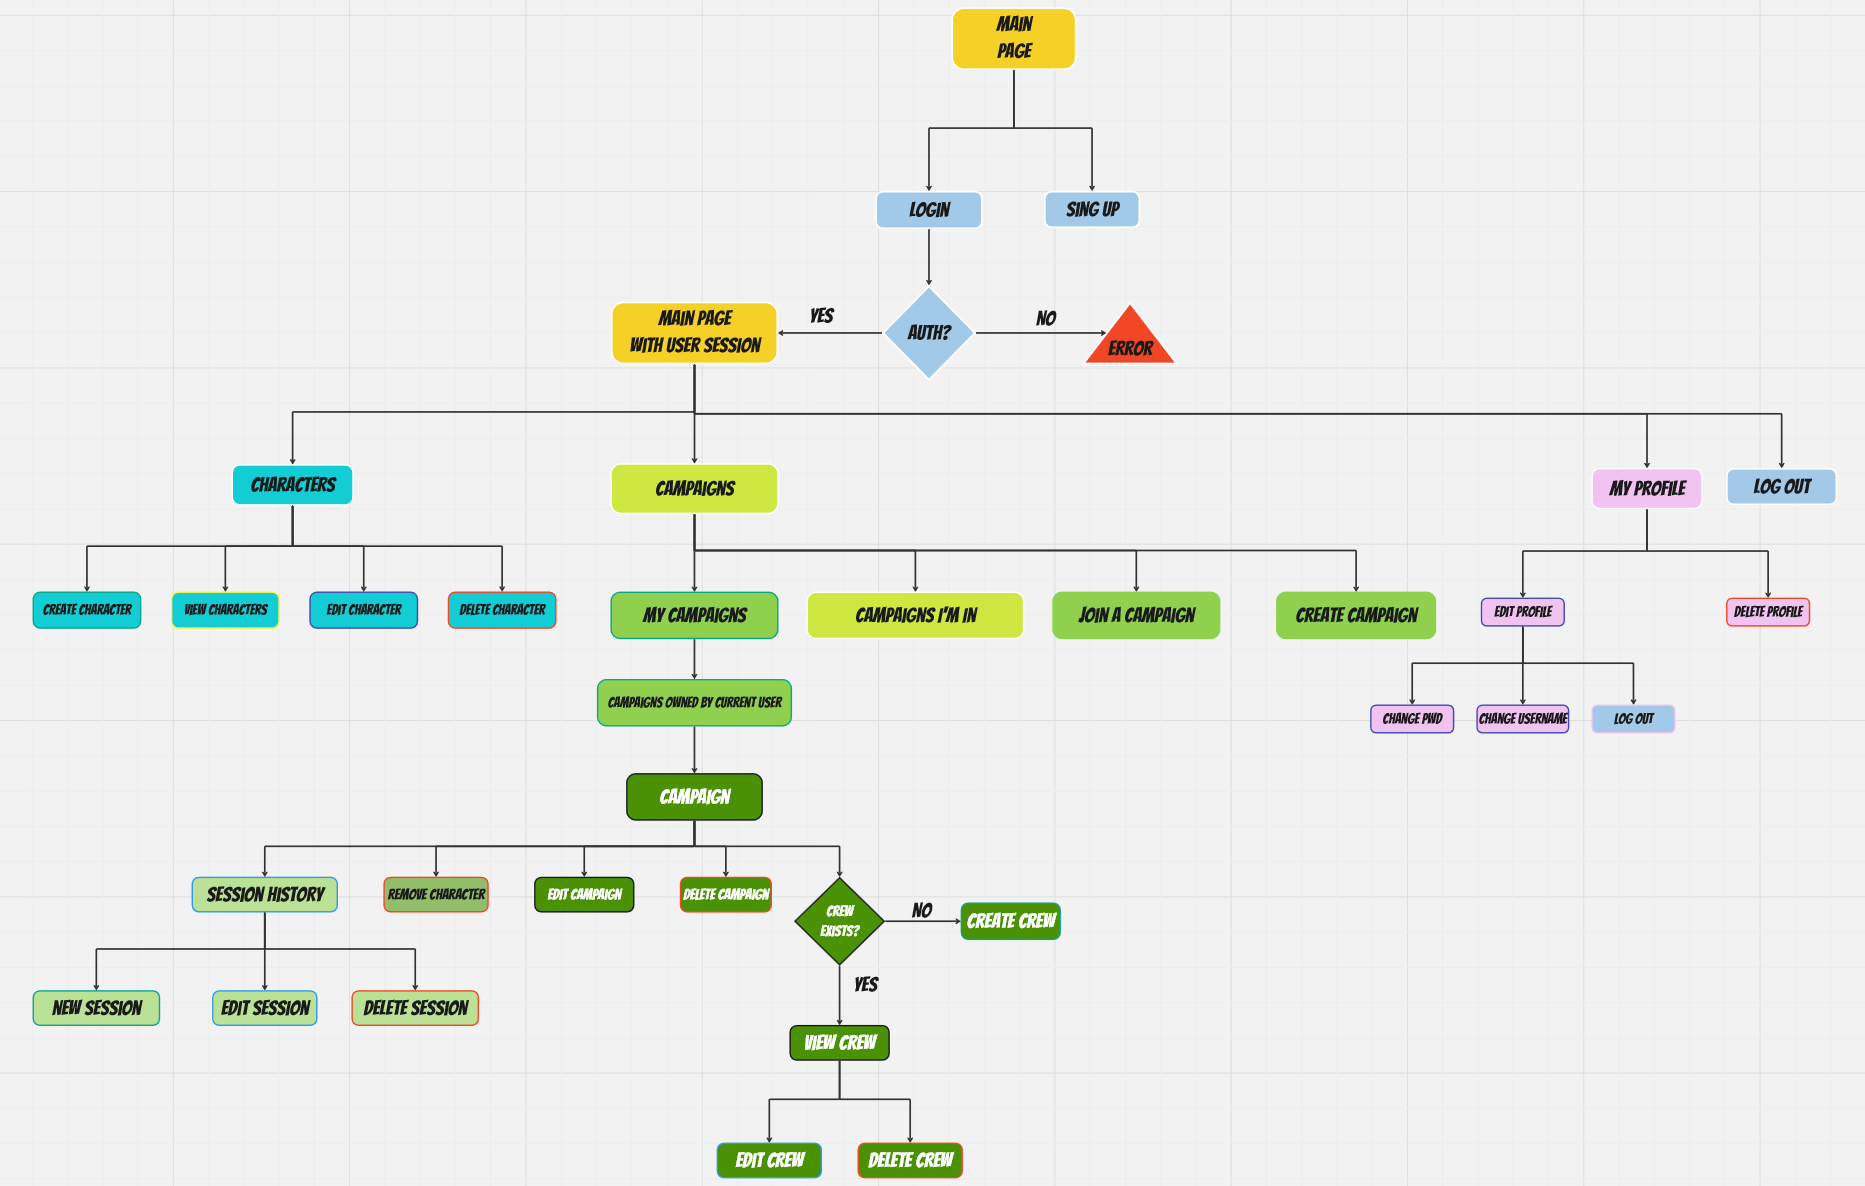 MAIN
PAGE
LOGIN
SING UP
AUTH?
YES
NO
ERROR
MAIN PAGE
WITH USER SESSION
CHARACTERS
CAMPAIGNS
MY PROFILE
LOG OUT
CREATE CHARACTER
VIEW CHARACTERS
EDIT CHARACTER
DELETE CHARACTER
MY CAMPAIGNS
CAMPAIGNS I'M IN
JOIN A CAMPAIGN
CREATE CAMPAIGN
EDIT PROFILE
DELETE PROFILE
CAMPAIGNS OWNED BY CURRENT USER
CHANGE PWD
CHANGE USERNAME
LOG OUT
CAMPAIGN
SESSION HISTORY
REMOVE CHARACTER
EDIT CAMPAIGN
DELETE CAMPAIGN
CREW
EXISTS?
NO
CREATE CREW
YES
NEW SESSION
EDIT SESSION
DELETE SESSION
VIEW CREW
EDIT CREW
DELETE CREW